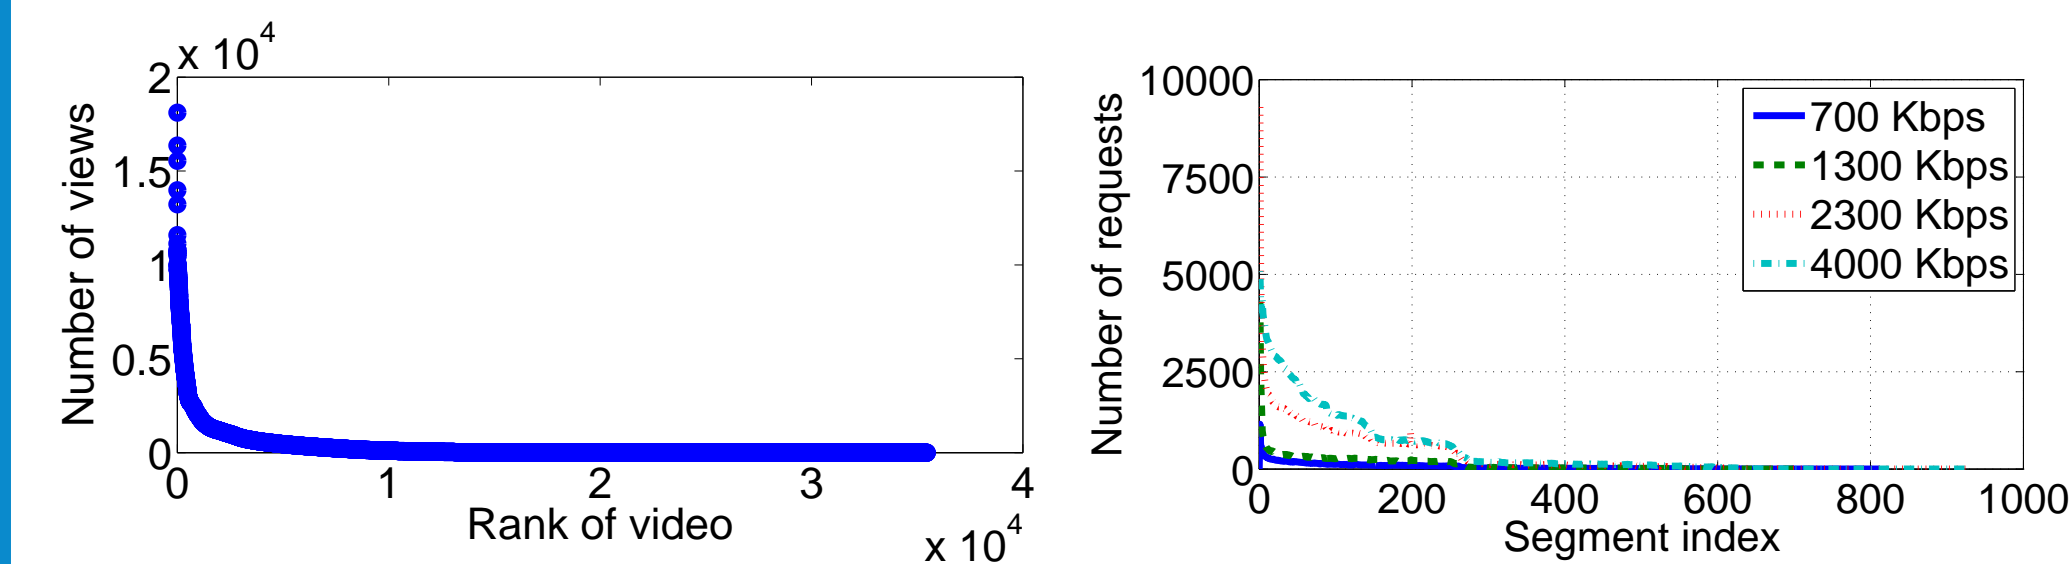 x 10^4
2
1.5
1
0.5
0
0 1 2 3 4
Number of views
Rank of video
x 10^4
10000
7500
5000
2500
0
0 200 400 600 800 1000
Number of requests
Segment index
700 Kbps
1300 Kbps
2300 Kbps
4000 Kbps